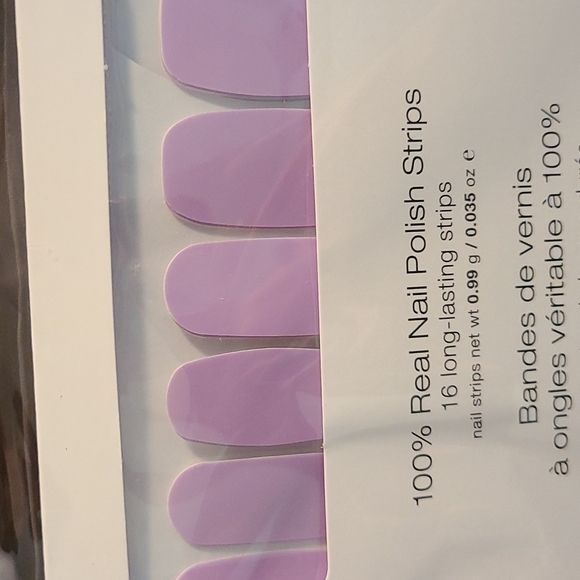 100% Real Nail Polish Strips
16 long-lasting strips
nail strips net wt 0.99 g / 0.035 oz ℮
Bandes de vernis
à ongles véritable à 100%